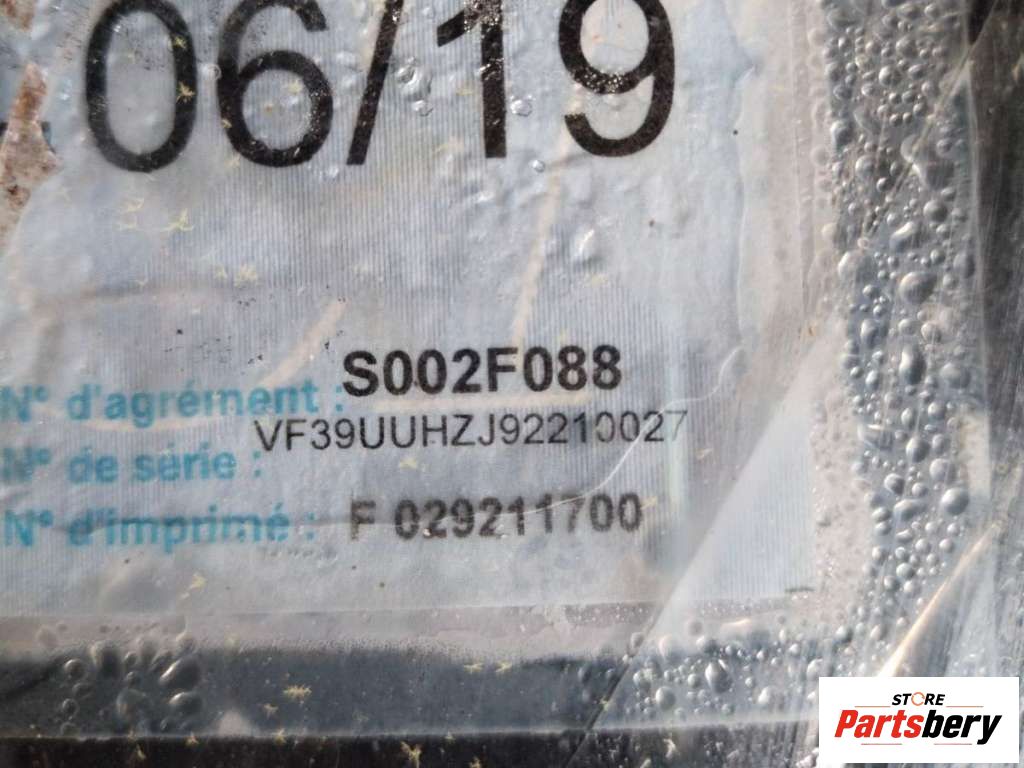 06/19
N° d'agrément : S002F088
VF39UUHZJ92210027
N° de série :
N° d'imprimé : F 029211700
STORE
Partsbery